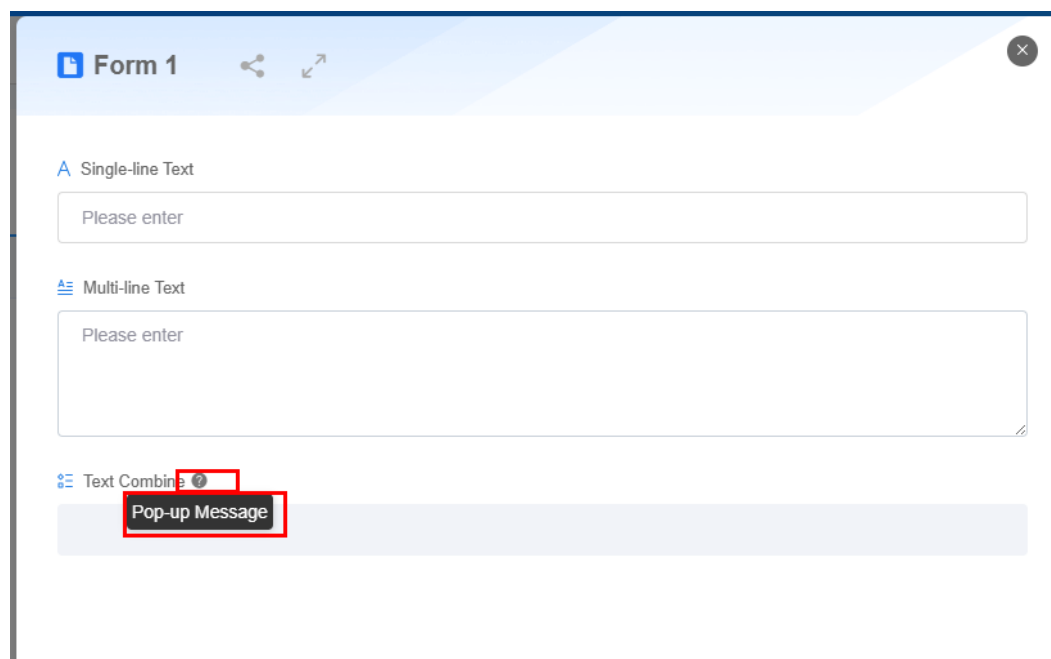 Form 1
Single-line Text
Please enter
Multi-line Text
Please enter
Text Combine
Pop-up Message